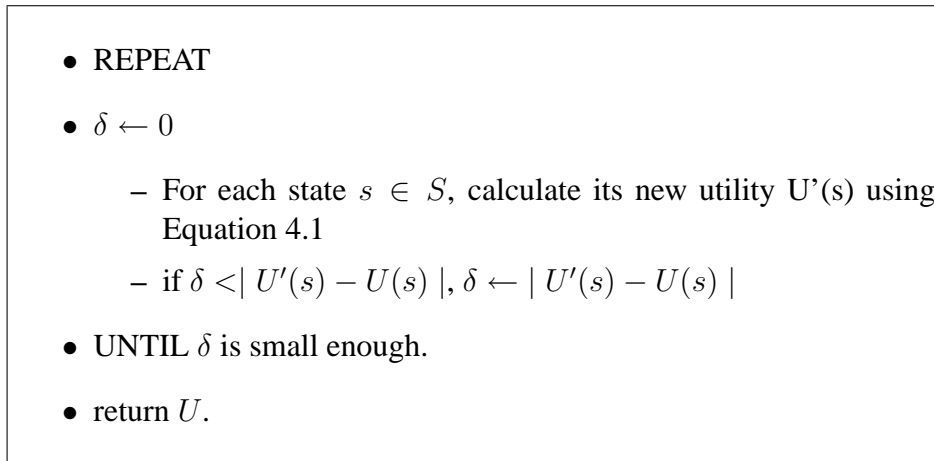 • REPEAT
• δ ← 0
– For each state s ∈ S, calculate its new utility U'(s) using
Equation 4.1
– if δ <| U′(s) − U(s) |, δ ← | U′(s) − U(s) |
• UNTIL δ is small enough.
• return U.